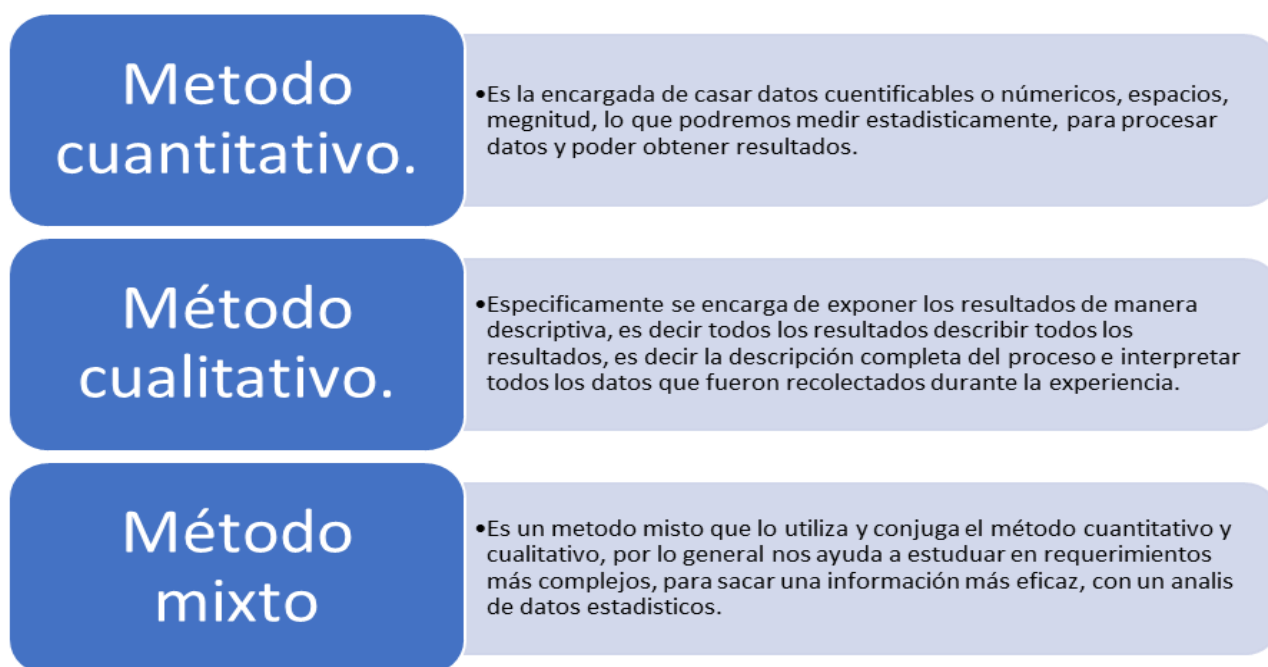 Metodo
cuantitativo.
•Es la encargada de casar datos cuentificables o númericos, espacios,
megnitud, lo que podremos medir estadisticamente, para procesar
datos y poder obtener resultados.
Método
cualitativo.
•Especificamente se encarga de exponer los resultados de manera
descriptiva, es decir todos los resultados describir todos los
resultados, es decir la descripción completa del proceso e interpretar
todos los datos que fueron recolectados durante la experiencia.
Método
mixto
•Es un metodo misto que lo utiliza y conjuga el método cuantitativo y
cualitativo, por lo general nos ayuda a estuduar en requerimientos
más complejos, para sacar una información más eficaz, con un analis
de datos estadisticos.